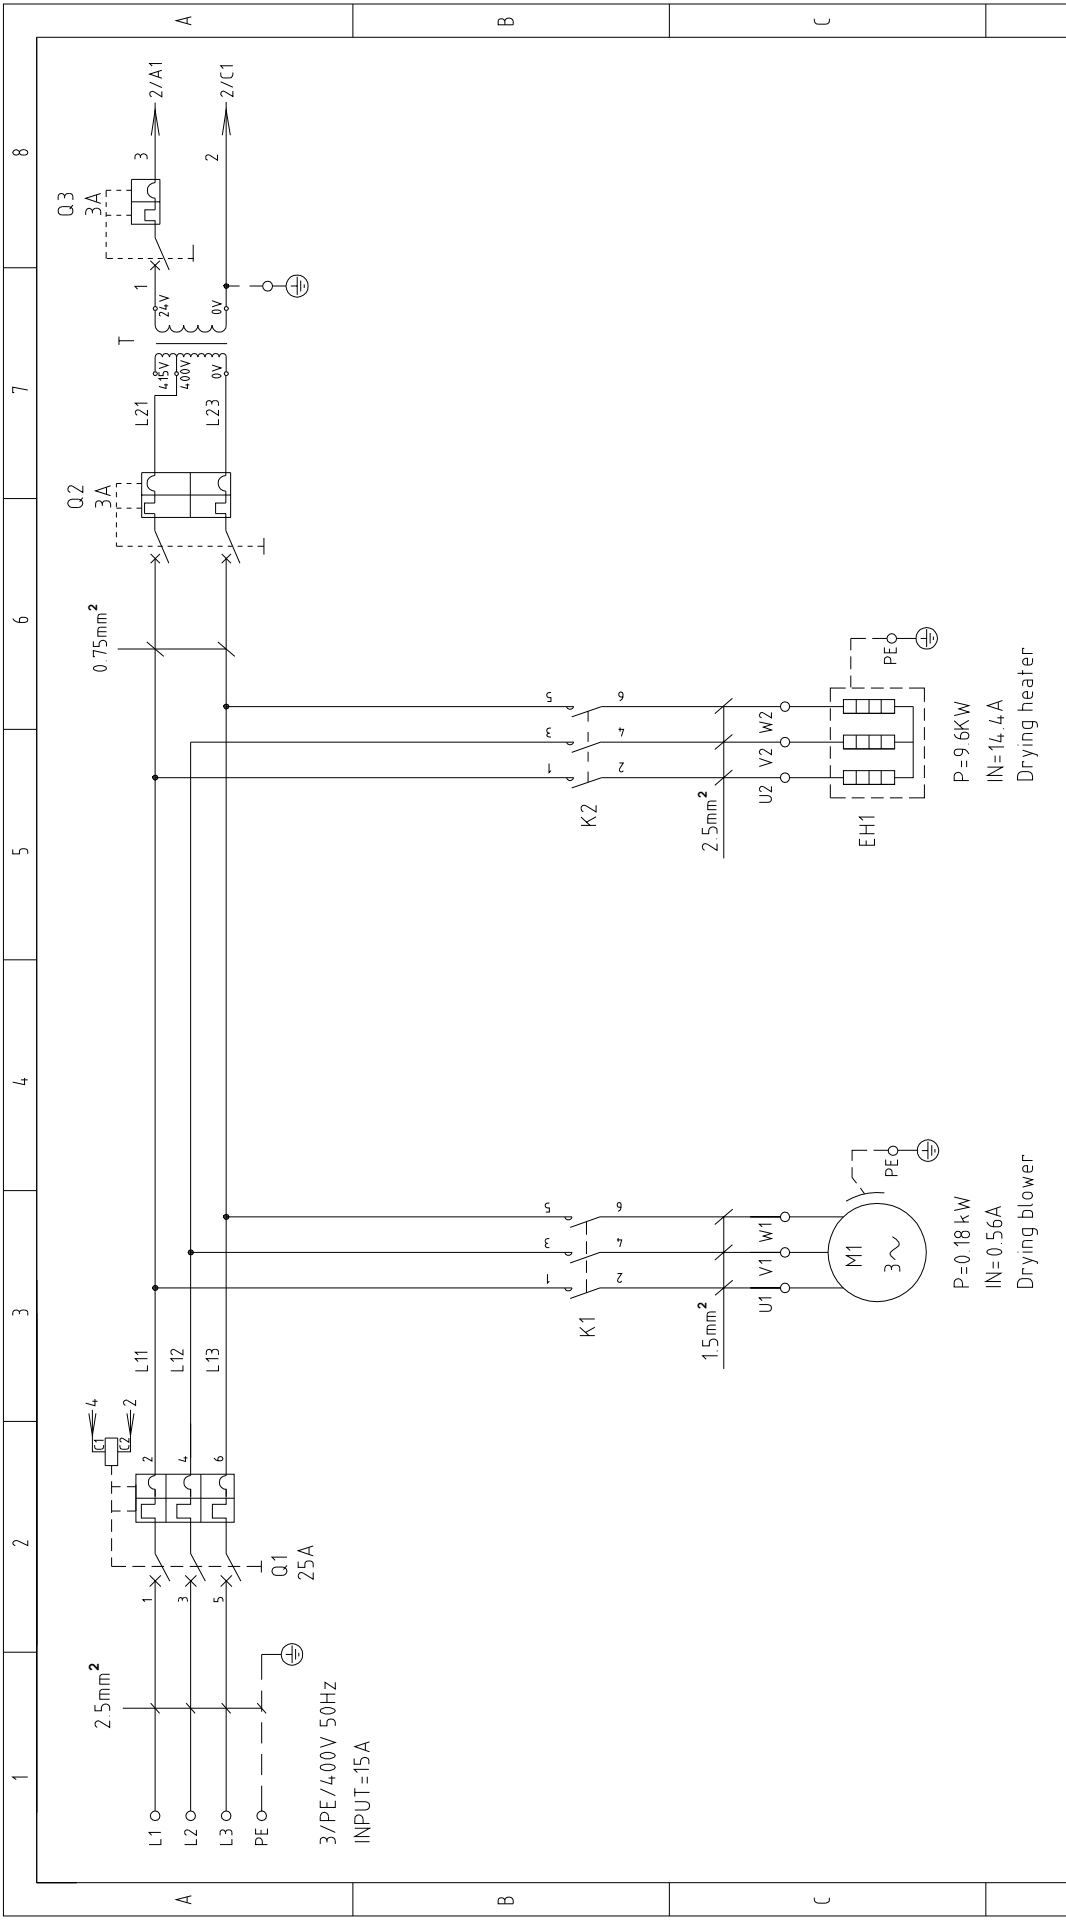 1
2
3
4
5
6
7
8
A
B
C
A
B
C
L1
L2
L3
PE
2.5mm²
3/PE/400V 50Hz
INPUT=15A
1
3
5
2
4
6
Q1
25A
C1
C2
4
2
L11
L12
L13
1
3
5
2
4
6
K1
1.5mm²
U1
V1
W1
M1
3~
PE
P=0.18kW
IN=0.56A
Drying blower
1
3
5
2
4
6
K2
2.5mm²
U2
V2
W2
EH1
PE
P=9.6KW
IN=14.4A
Drying heater
0.75mm²
Q2
3A
L21
L23
415V
400V
0V
T
24V
0V
1
Q3
3A
3
2
2/A1
2/C1